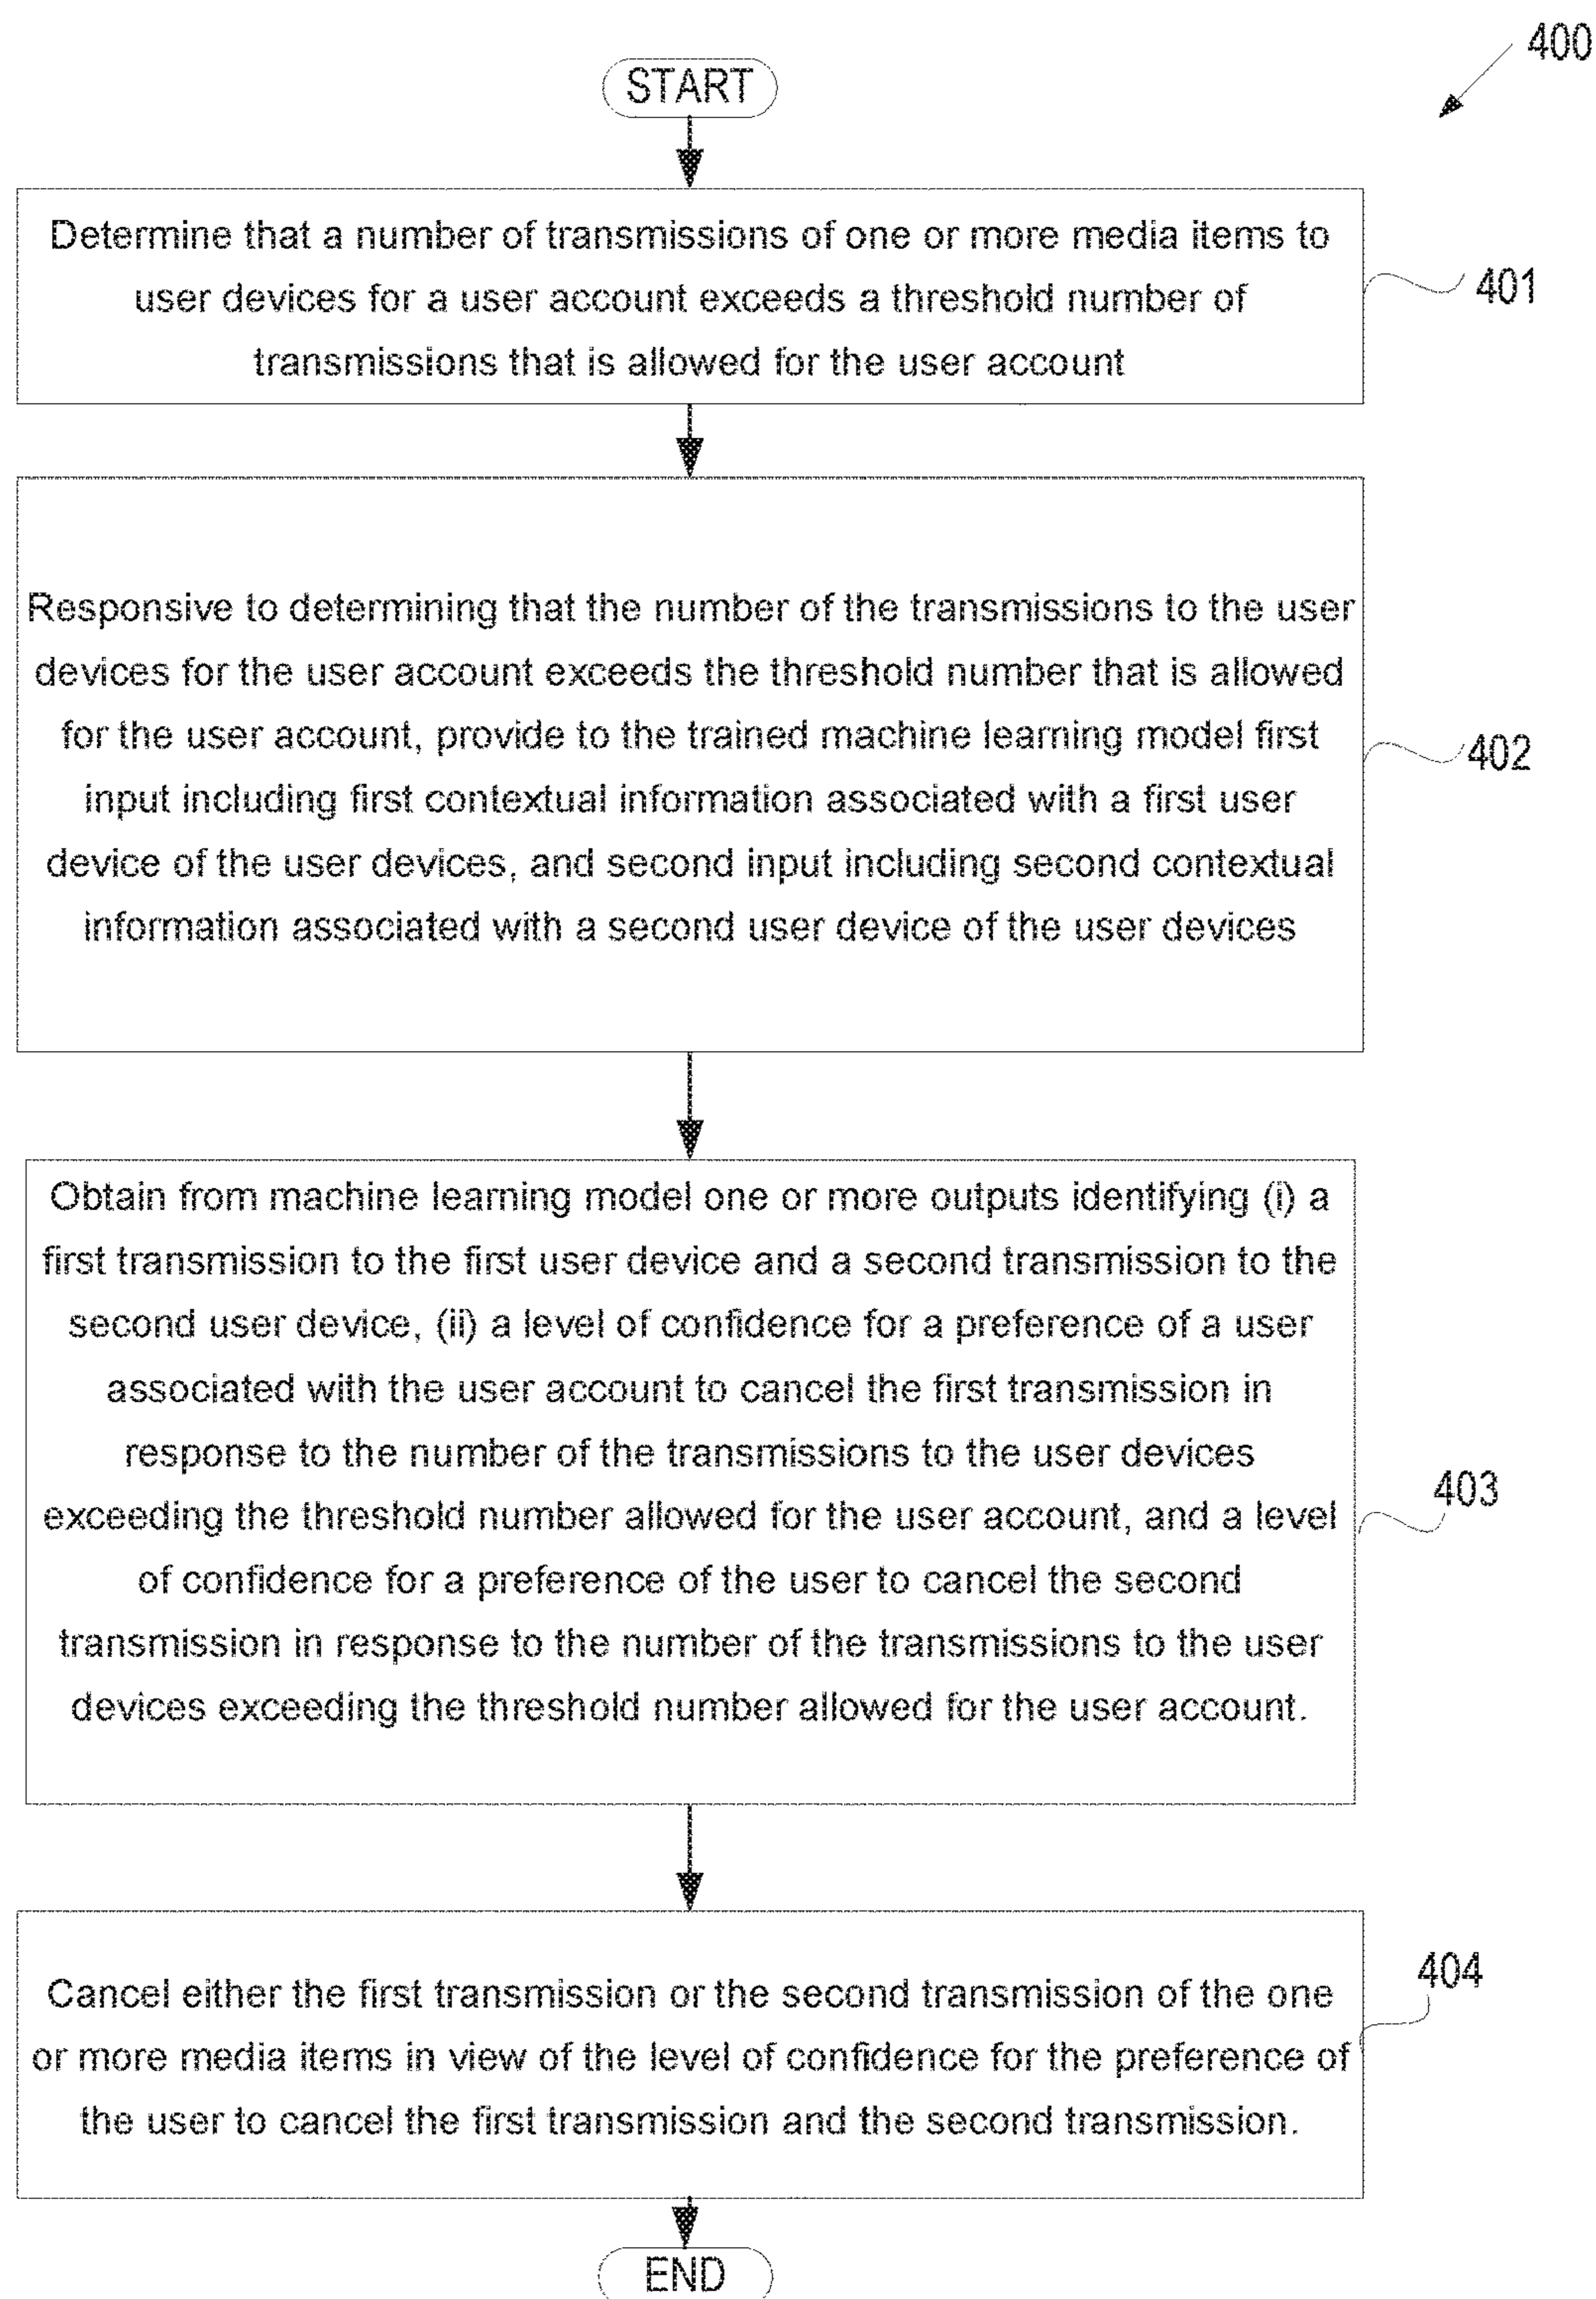 400
START
Determine that a number of transmissions of one or more media items to
user devices for a user account exceeds a threshold number of
transmissions that is allowed for the user account
401
Responsive to determining that the number of the transmissions to the user
devices for the user account exceeds the threshold number that is allowed
for the user account, provide to the trained machine learning model first
input including first contextual information associated with a first user
device of the user devices, and second input including second contextual
information associated with a second user device of the user devices
402
Obtain from machine learning model one or more outputs identifying (i) a
first transmission to the first user device and a second transmission to the
second user device, (ii) a level of confidence for a preference of a user
associated with the user account to cancel the first transmission in
response to the number of the transmissions to the user devices
exceeding the threshold number allowed for the user account, and a level
of confidence for a preference of the user to cancel the second
transmission in response to the number of the transmissions to the user
devices exceeding the threshold number allowed for the user account.
403
Cancel either the first transmission or the second transmission of the one
or more media items in view of the level of confidence for the preference of
the user to cancel the first transmission and the second transmission.
404
END